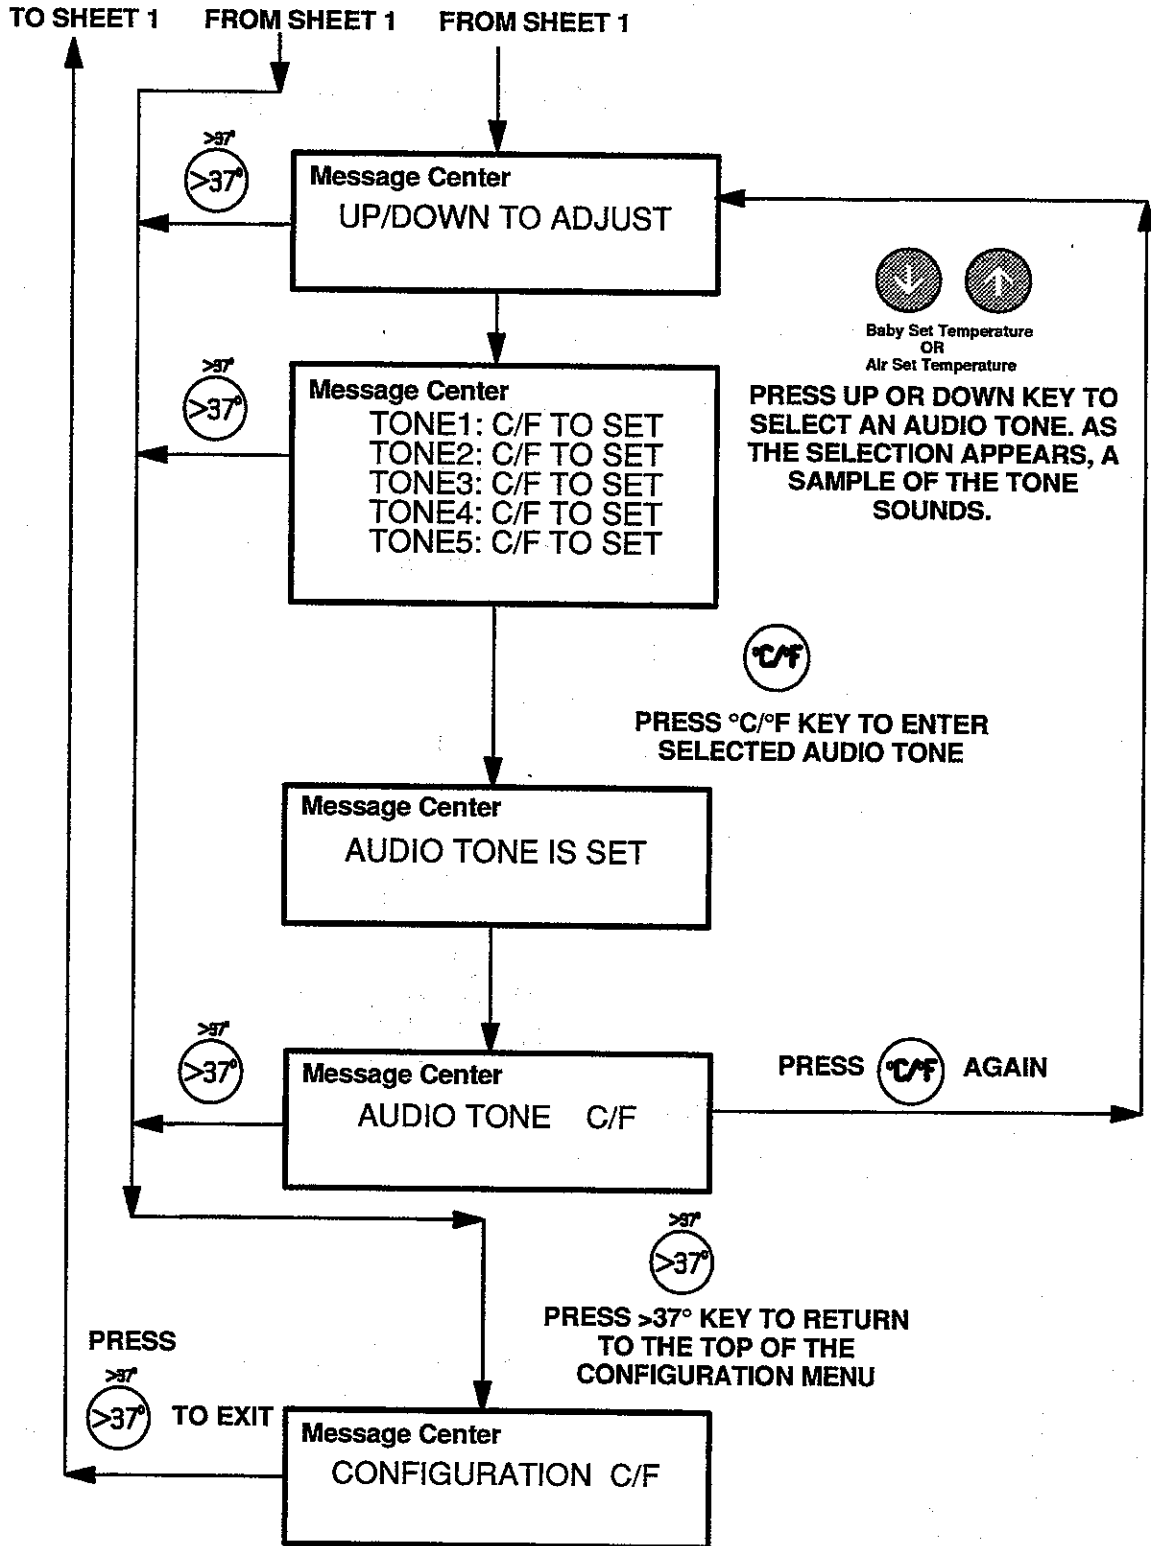 TO SHEET 1 FROM SHEET 1 FROM SHEET 1
>37°
>37°
Message Center
UP/DOWN TO ADJUST
Baby Set Temperature
OR
Air Set Temperature
PRESS UP OR DOWN KEY TO
SELECT AN AUDIO TONE. AS
THE SELECTION APPEARS, A
SAMPLE OF THE TONE
SOUNDS.
>37°
>37°
Message Center
TONE1: C/F TO SET
TONE2: C/F TO SET
TONE3: C/F TO SET
TONE4: C/F TO SET
TONE5: C/F TO SET
°C/°F
PRESS °C/°F KEY TO ENTER
SELECTED AUDIO TONE
Message Center
AUDIO TONE IS SET
>37°
>37°
Message Center
AUDIO TONE C/F
PRESS °C/°F AGAIN
>37°
>37°
PRESS >37° KEY TO RETURN
TO THE TOP OF THE
CONFIGURATION MENU
PRESS
>37°
>37° TO EXIT
Message Center
CONFIGURATION C/F